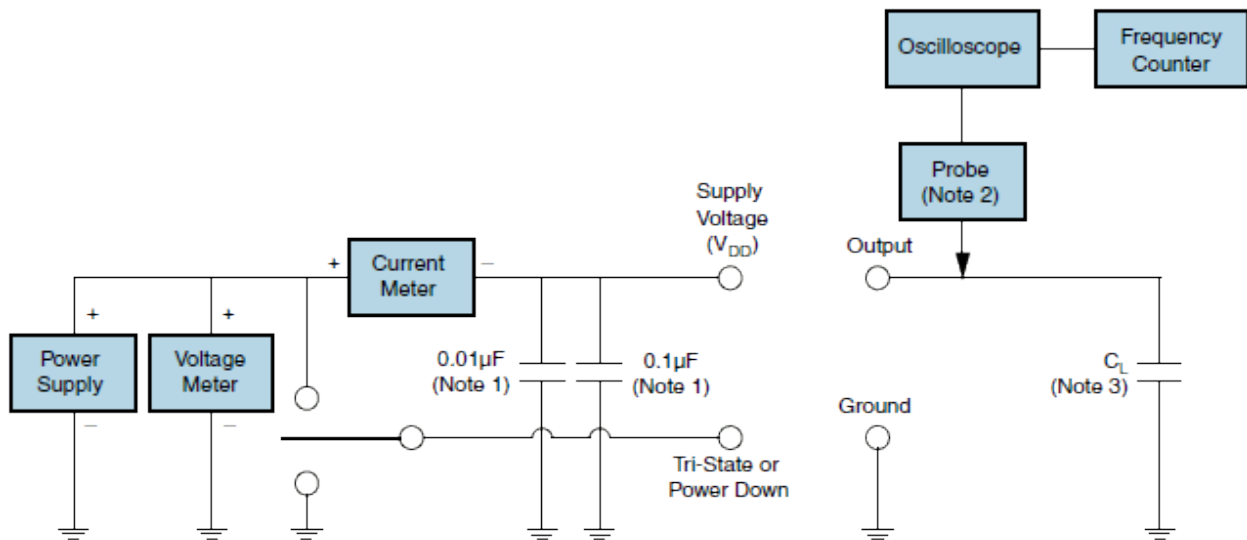 Oscilloscope
Frequency
Counter
Probe
(Note 2)
Supply
Voltage
(VDD)
Output
+
Current
Meter
–
+
+
Power
Supply
Voltage
Meter
0.01µF
(Note 1)
0.1µF
(Note 1)
CL
(Note 3)
–
–
Ground
Tri-State or
Power Down